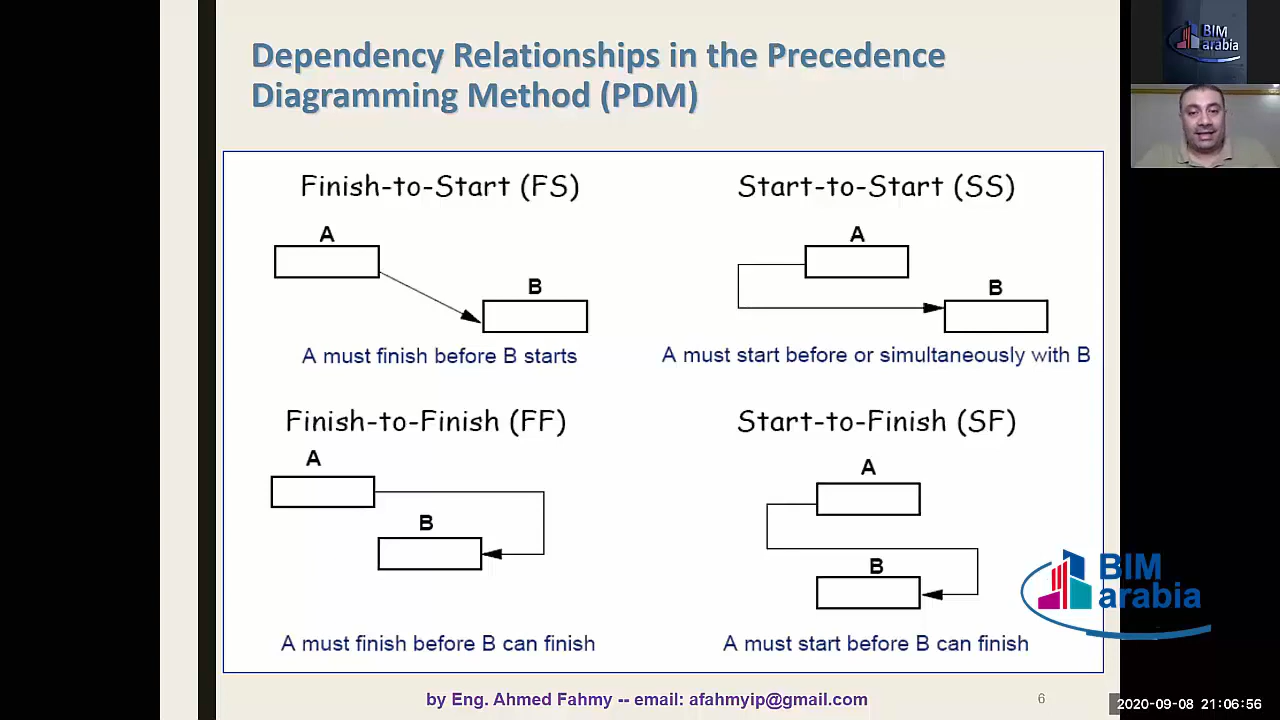 Dependency Relationships in the Precedence
Diagramming Method (PDM)
BIM
arabia
Finish-to-Start (FS)
A
B
A must finish before B starts
Start-to-Start (SS)
A
B
A must start before or simultaneously with B
Finish-to-Finish (FF)
A
B
A must finish before B can finish
Start-to-Finish (SF)
A
B
A must start before B can finish
BIM
arabia
by Eng. Ahmed Fahmy -- email: afahmyip@gmail.com
6
2020-09-08 21:06:56